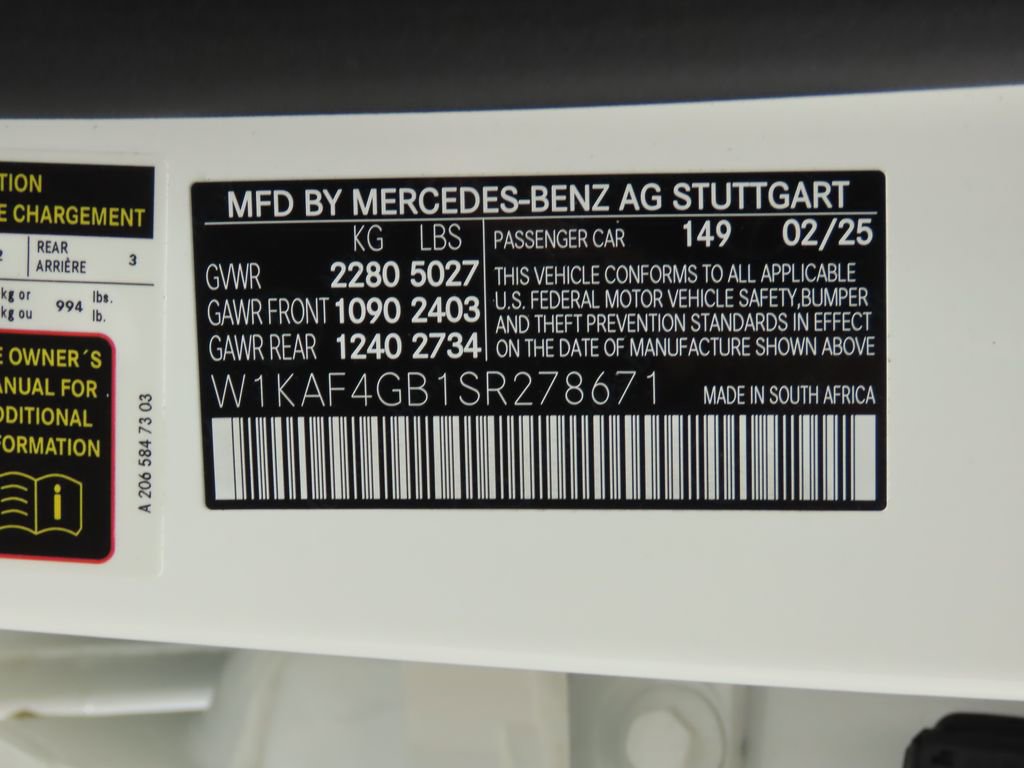 TION
E CHARGEMENT
2 REAR
ARRIÈRE 3
kg or
kg ou 994 lbs.
lb.
E OWNER´S
ANUAL FOR
DDITIONAL
FORMATION
i
A 206 584 73 03
MFD BY MERCEDES-BENZ AG STUTTGART
KG LBS
GVWR 2280 5027
GAWR FRONT 1090 2403
GAWR REAR 1240 2734
PASSENGER CAR 149 02/25
THIS VEHICLE CONFORMS TO ALL APPLICABLE
U.S. FEDERAL MOTOR VEHICLE SAFETY,BUMPER
AND THEFT PREVENTION STANDARDS IN EFFECT
ON THE DATE OF MANUFACTURE SHOWN ABOVE
W1KAF4GB1SR278671 MADE IN SOUTH AFRICA